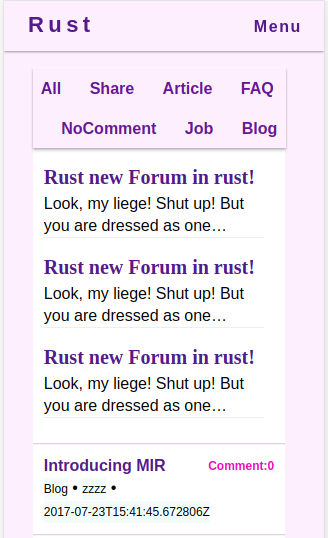 Rust Menu
All Share Article FAQ
NoComment Job Blog
Rust new Forum in rust!
Look, my liege! Shut up! But
you are dressed as one…
Rust new Forum in rust!
Look, my liege! Shut up! But
you are dressed as one…
Rust new Forum in rust!
Look, my liege! Shut up! But
you are dressed as one…
Introducing MIR Comment:0
Blog • zzzz •
2017-07-23T15:41:45.672806Z